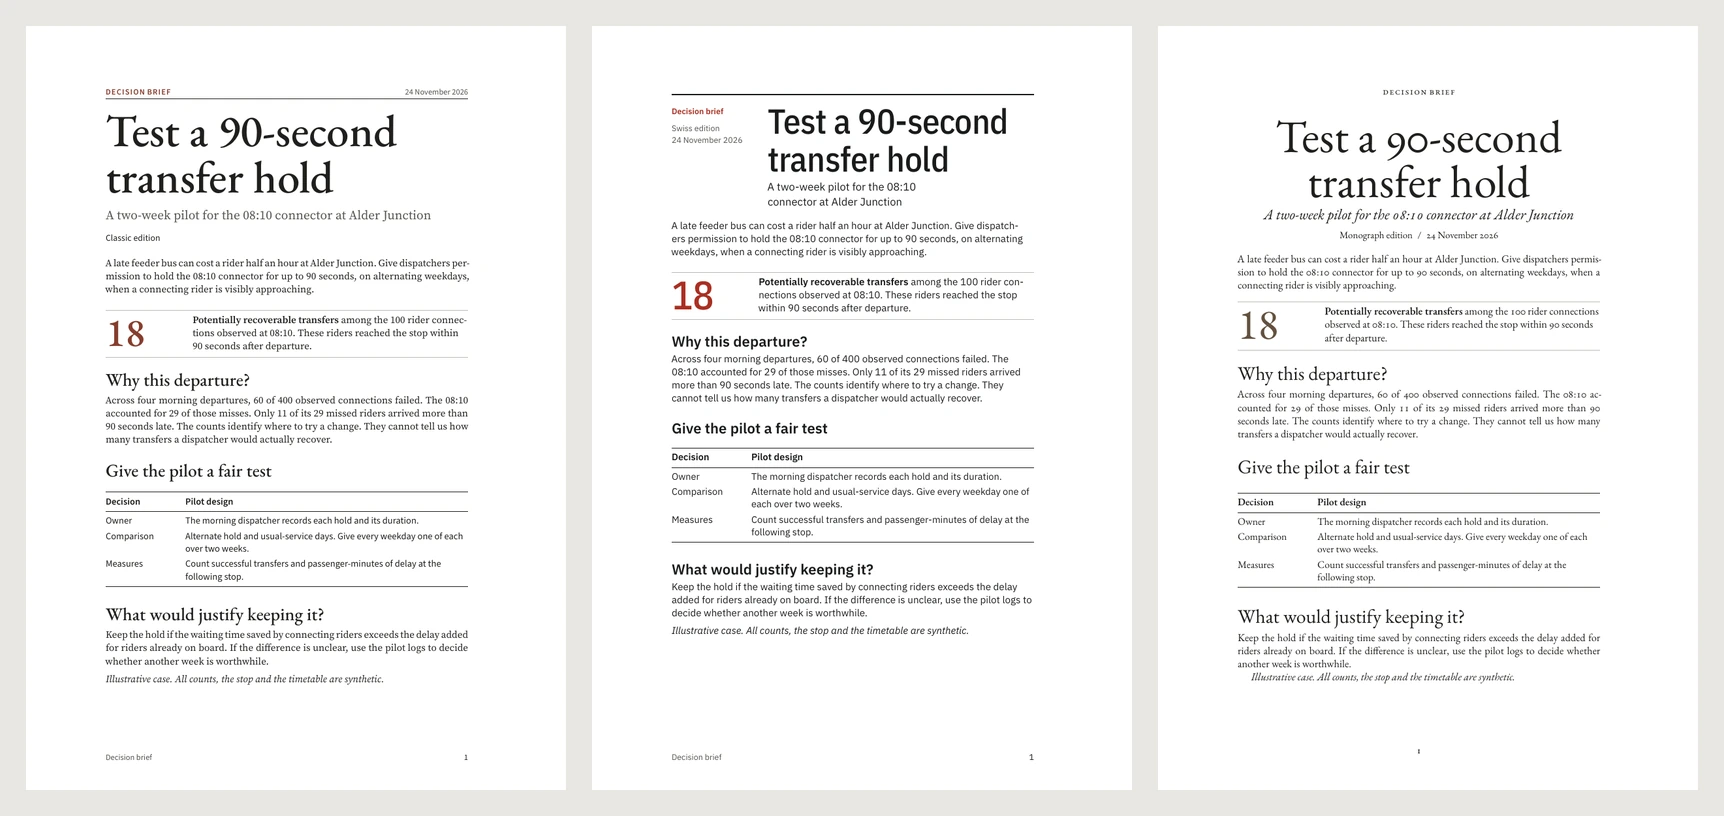 DECISION BRIEF 24 November 2026
Test a 90-second
transfer hold
A two-week pilot for the 08:10 connector at Alder Junction
Classic edition
A late feeder bus can cost a rider half an hour at Alder Junction. Give dispatchers per-
mission to hold the 08:10 connector for up to 90 seconds, on alternating weekdays,
when a connecting rider is visibly approaching.
18
Potentially recoverable transfers among the 100 rider connec-
tions observed at 08:10. These riders reached the stop within
90 seconds after departure.
Why this departure?
Across four morning departures, 60 of 400 observed connections failed. The 08:10
accounted for 29 of those misses. Only 11 of its 29 missed riders arrived more than
90 seconds late. The counts identify where to try a change. They cannot tell us how
many transfers a dispatcher would actually recover.
Give the pilot a fair test
Decision Pilot design
Owner The morning dispatcher records each hold and its duration.
Comparison Alternate hold and usual-service days. Give every weekday one of each
over two weeks.
Measures Count successful transfers and passenger-minutes of delay at the
following stop.
What would justify keeping it?
Keep the hold if the waiting time saved by connecting riders exceeds the delay added
for riders already on board. If the difference is unclear, use the pilot logs to decide
whether another week is worthwhile.
Illustrative case. All counts, the stop and the timetable are synthetic.
Decision brief 1
Decision brief
Swiss edition
24 November 2026
Test a 90-second
transfer hold
A two-week pilot for the 08:10
connector at Alder Junction
A late feeder bus can cost a rider half an hour at Alder Junction. Give dispatch-
ers permission to hold the 08:10 connector for up to 90 seconds, on alternating
weekdays, when a connecting rider is visibly approaching.
18
Potentially recoverable transfers among the 100 rider con-
nections observed at 08:10. These riders reached the stop
within 90 seconds after departure.
Why this departure?
Across four morning departures, 60 of 400 observed connections failed. The
08:10 accounted for 29 of those misses. Only 11 of its 29 missed riders arrived
more than 90 seconds late. The counts identify where to try a change. They
cannot tell us how many transfers a dispatcher would actually recover.
Give the pilot a fair test
Decision Pilot design
Owner The morning dispatcher records each hold and its duration.
Comparison Alternate hold and usual-service days. Give every weekday one of
each over two weeks.
Measures Count successful transfers and passenger-minutes of delay at the
following stop.
What would justify keeping it?
Keep the hold if the waiting time saved by connecting riders exceeds the delay
added for riders already on board. If the difference is unclear, use the pilot logs to
decide whether another week is worthwhile.
Illustrative case. All counts, the stop and the timetable are synthetic.
Decision brief 1
DECISION BRIEF
Test a 90-second
transfer hold
A two-week pilot for the 08:10 connector at Alder Junction
Monograph edition / 24 November 2026
A late feeder bus can cost a rider half an hour at Alder Junction. Give dispatchers permis-
sion to hold the 08:10 connector for up to 90 seconds, on alternating weekdays, when a
connecting rider is visibly approaching.
18
Potentially recoverable transfers among the 100 rider connections
observed at 08:10. These riders reached the stop within 90 seconds
after departure.
Why this departure?
Across four morning departures, 60 of 400 observed connections failed. The 08:10 ac-
counted for 29 of those misses. Only 11 of its 29 missed riders arrived more than 90
seconds late. The counts identify where to try a change. They cannot tell us how many
transfers a dispatcher would actually recover.
Give the pilot a fair test
Decision Pilot design
Owner The morning dispatcher records each hold and its duration.
Comparison Alternate hold and usual-service days. Give every weekday one of each
over two weeks.
Measures Count successful transfers and passenger-minutes of delay at the
following stop.
What would justify keeping it?
Keep the hold if the waiting time saved by connecting riders exceeds the delay added for
riders already on board. If the difference is unclear, use the pilot logs to decide whether
another week is worthwhile.
Illustrative case. All counts, the stop and the timetable are synthetic.
1